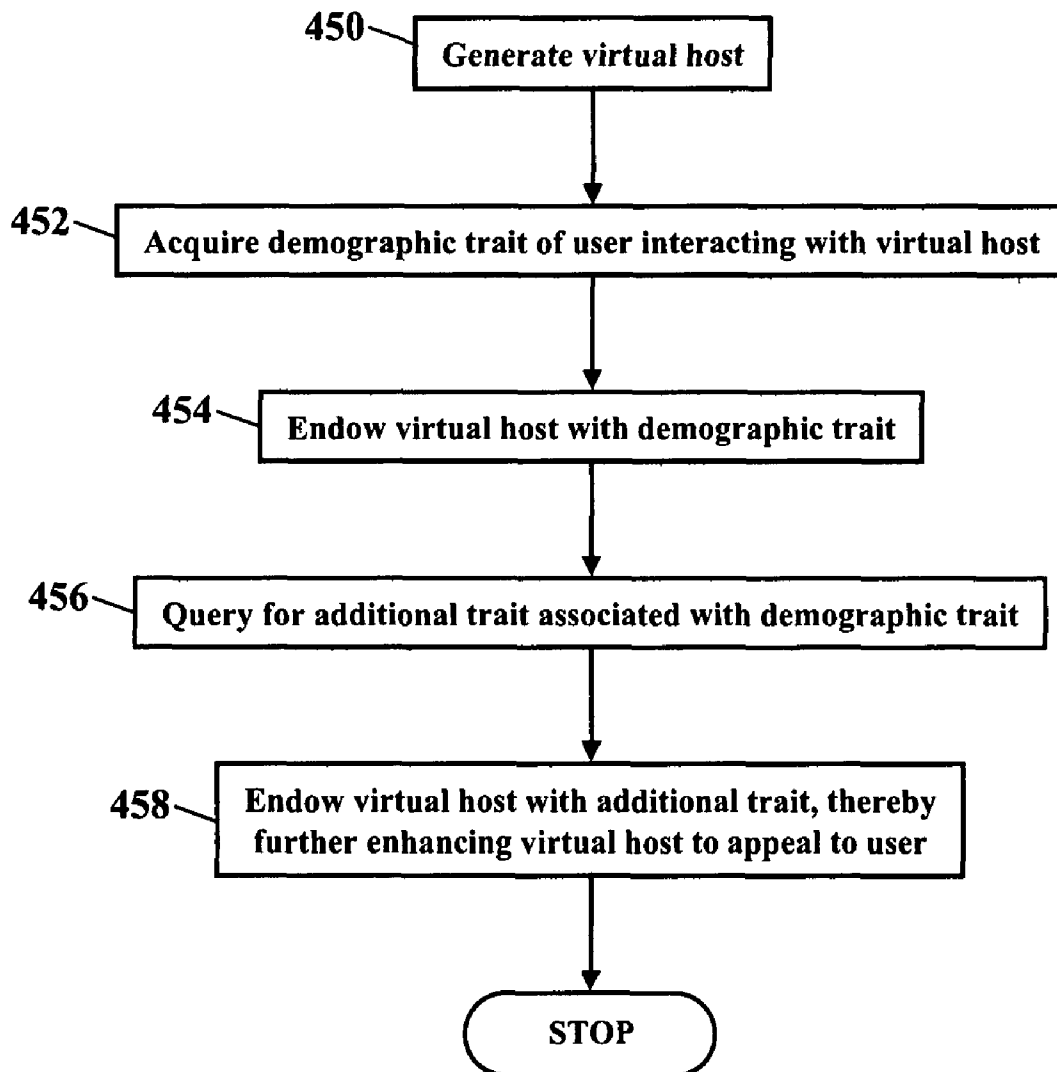 450
Generate virtual host
452
Acquire demographic trait of user interacting with virtual host
454
Endow virtual host with demographic trait
456
Query for additional trait associated with demographic trait
458
Endow virtual host with additional trait, thereby
further enhancing virtual host to appeal to user
STOP